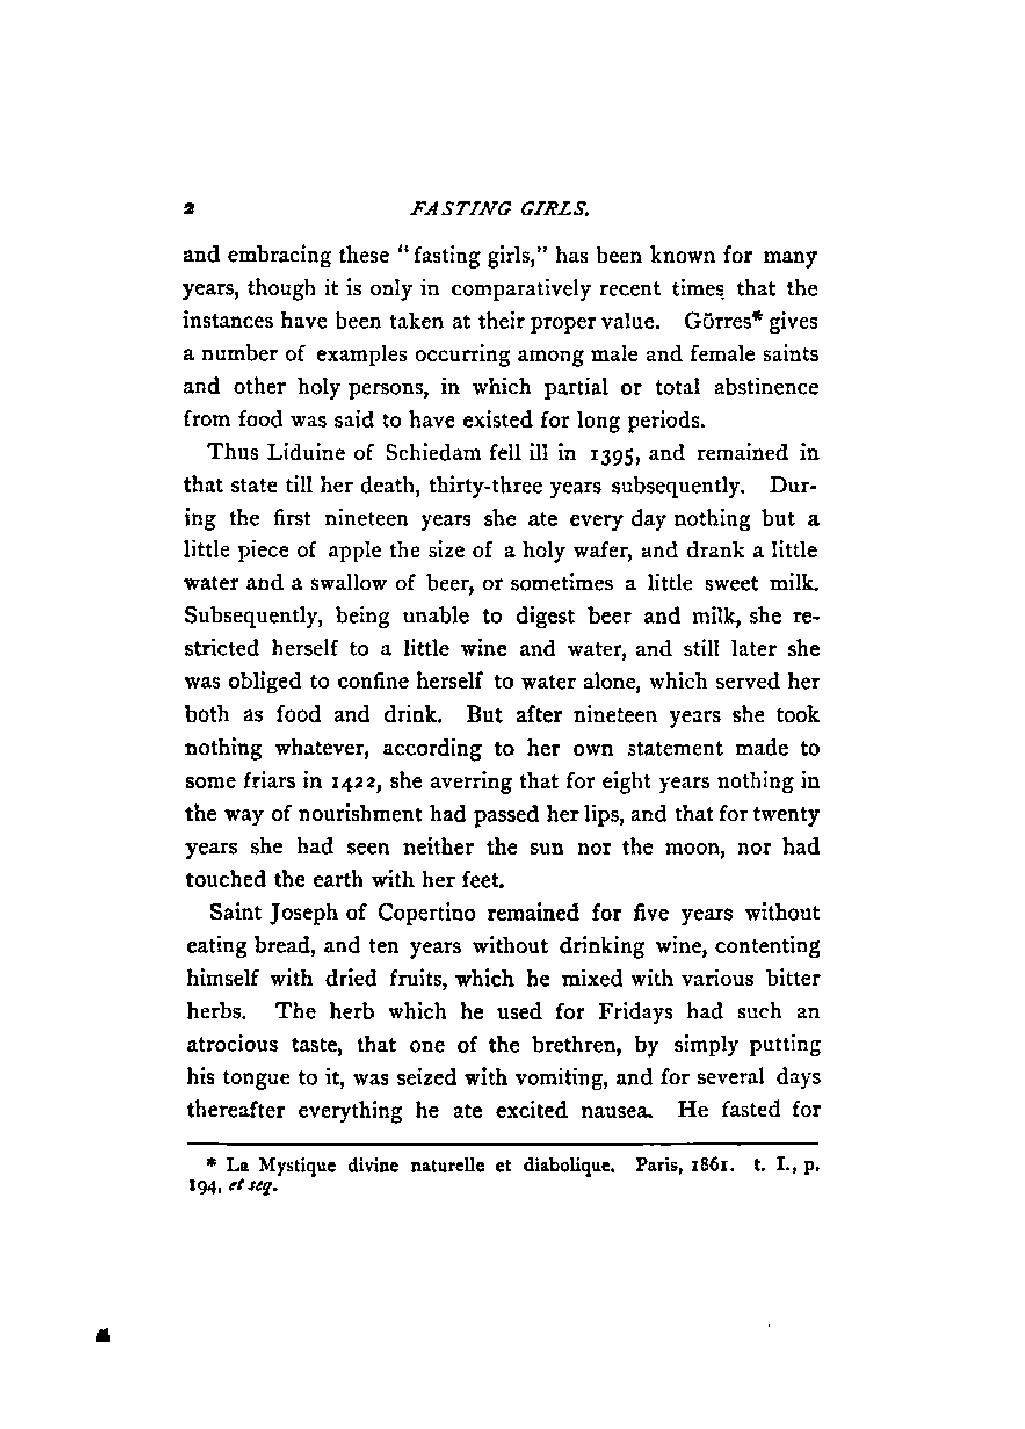 2 FASTING GIRLS.
and embracing these "fasting girls," has been known for many
years, though it is only in comparatively recent times that the
instances have been taken at their proper value. Görres* gives
a number of examples occurring among male and female saints
and other holy persons, in which partial or total abstinence
from food was said to have existed for long periods.
Thus Liduine of Schiedam fell ill in 1395, and remained in
that state till her death, thirty-three years subsequently. Dur-
ing the first nineteen years she ate every day nothing but a
little piece of apple the size of a holy wafer, and drank a little
water and a swallow of beer, or sometimes a little sweet milk.
Subsequently, being unable to digest beer and milk, she re-
stricted herself to a little wine and water, and still later she
was obliged to confine herself to water alone, which served her
both as food and drink. But after nineteen years she took
nothing whatever, according to her own statement made to
some friars in 1422, she averring that for eight years nothing in
the way of nourishment had passed her lips, and that for twenty
years she had seen neither the sun nor the moon, nor had
touched the earth with her feet.
Saint Joseph of Copertino remained for five years without
eating bread, and ten years without drinking wine, contenting
himself with dried fruits, which he mixed with various bitter
herbs. The herb which he used for Fridays had such an
atrocious taste, that one of the brethren, by simply putting
his tongue to it, was seized with vomiting, and for several days
thereafter everything he ate excited nausea. He fasted for
* La Mystique divine naturelle et diabolique. Paris, 1861. t. I., p.
194, et seq.